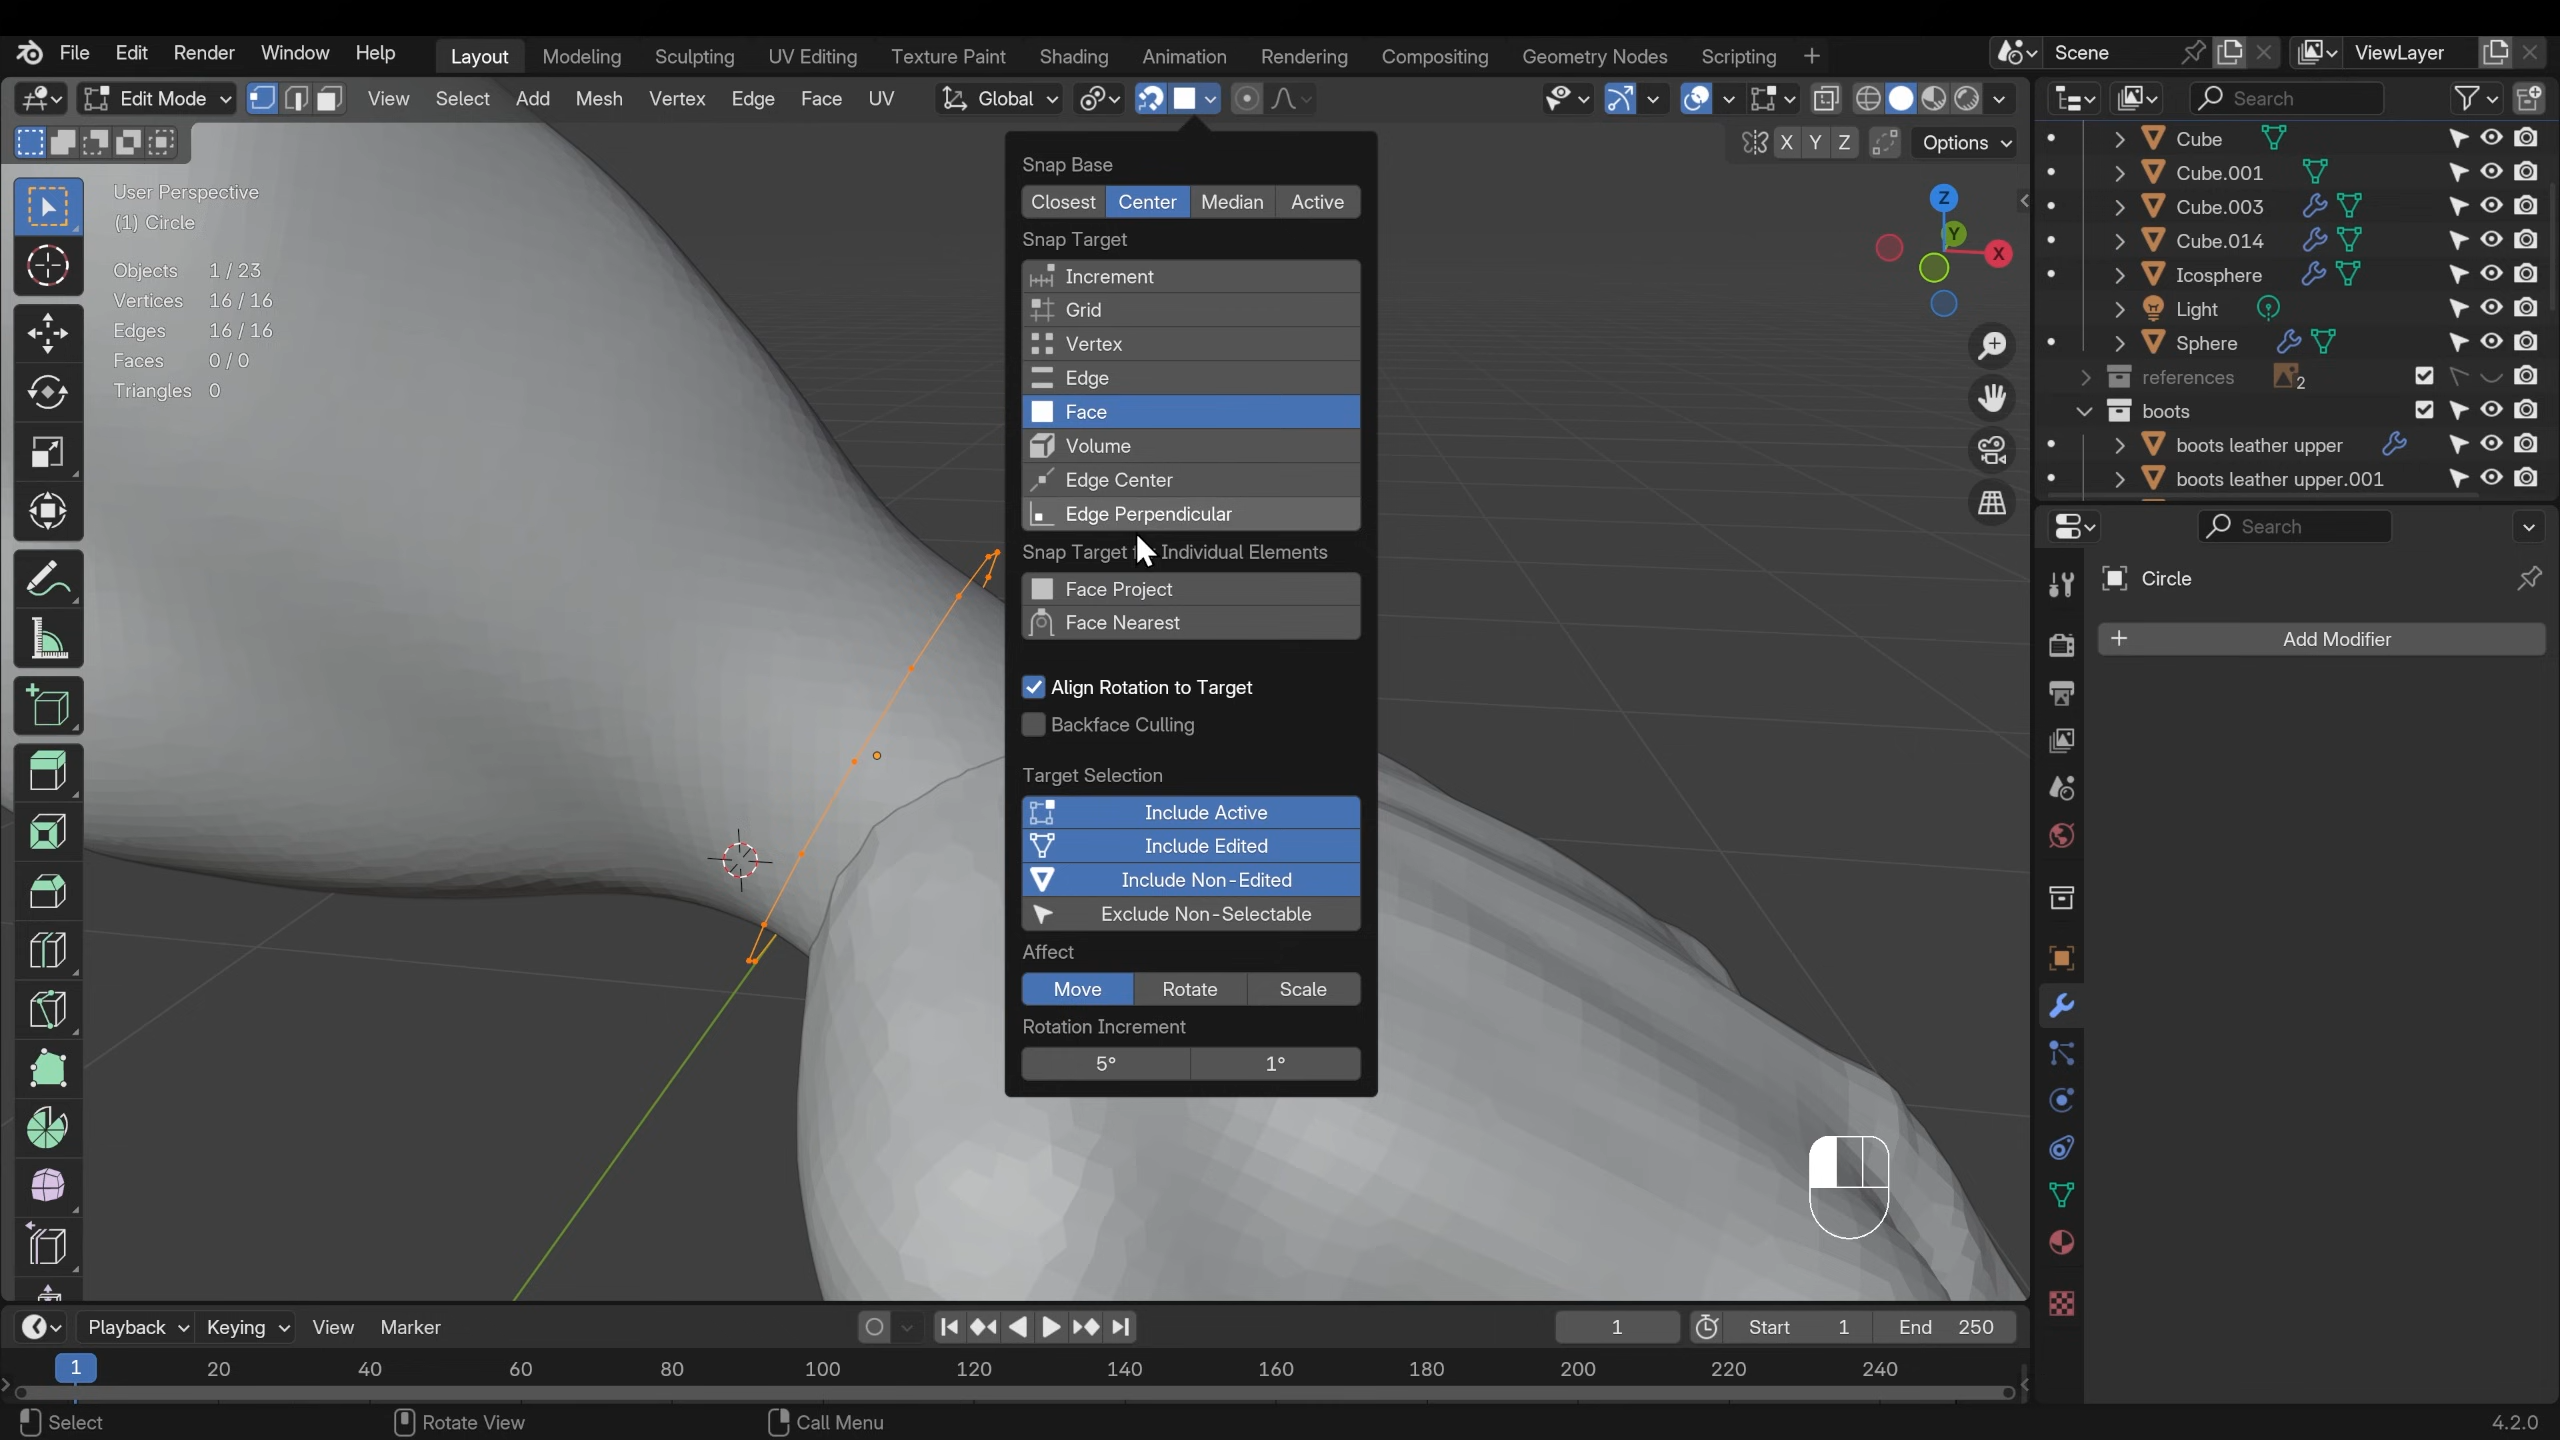 File Edit Render Window Help Layout Modeling Sculpting UV Editing Texture Paint Shading Animation Rendering Compositing Geometry Nodes Scripting + Scene ViewLayer
Edit Mode View Select Add Mesh Vertex Edge Face UV Global Search
X Y Z Options
User Perspective
(1) Circle
Objects 1 / 23
Vertices 16 / 16
Edges 16 / 16
Faces 0 / 0
Triangles 0
Snap Base
Closest Center Median Active
Snap Target
Increment
Grid
Vertex
Edge
Face
Volume
Edge Center
Edge Perpendicular
Snap Target Individual Elements
Face Project
Face Nearest
Align Rotation to Target
Backface Culling
Target Selection
Include Active
Include Edited
Include Non-Edited
Exclude Non-Selectable
Affect
Move Rotate Scale
Rotation Increment
5° 1°
Z
Y
X
Cube
Cube.001
Cube.003
Cube.014
Icosphere
Light
Sphere
references 2
boots
boots leather upper
boots leather upper.001
Search
Circle
+ Add Modifier
Playback Keying View Marker 1 Start 1 End 250
1 20 40 60 80 100 120 140 160 180 200 220 240
Select Rotate View Call Menu 4.2.0